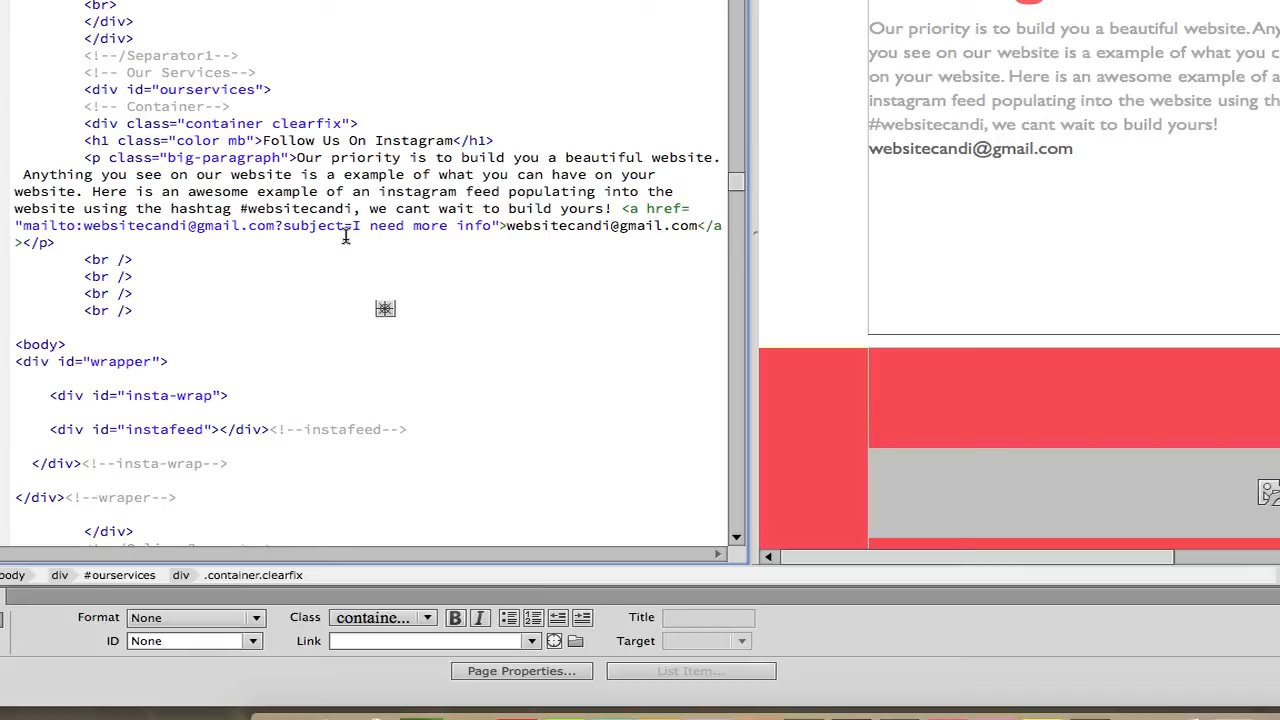 <br>
</div>
</div>
<!--/Separator1-->
<!-- Our Services-->
<div id="ourservices">
<!-- Container-->
<div class="container clearfix">
<h1 class="color mb">Follow Us On Instagram</h1>
<p class="big-paragraph">Our priority is to build you a beautiful website.
Anything you see on our website is a example of what you can have on your
website. Here is an awesome example of an instagram feed populating into the
website using the hashtag #websitecandi, we cant wait to build yours! <a href=
"mailto:websitecandi@gmail.com?subject=I need more info">websitecandi@gmail.com</a
></p>
<br />
<br />
<br />
<br />
<body>
<div id="wrapper">
<div id="insta-wrap">
<div id="instafeed"></div><!--instafeed-->
</div><!--insta-wrap-->
</div><!--wraper-->
</div>
Our priority is to build you a beautiful website. Any
you see on our website is a example of what you c
on your website. Here is an awesome example of a
instagram feed populating into the website using th
#websitecandi, we cant wait to build yours!
websitecandi@gmail.com
body div #ourservices div .container.clearfix
Format None Class containe... B I Title
ID None Link Target
Page Properties... List Item...